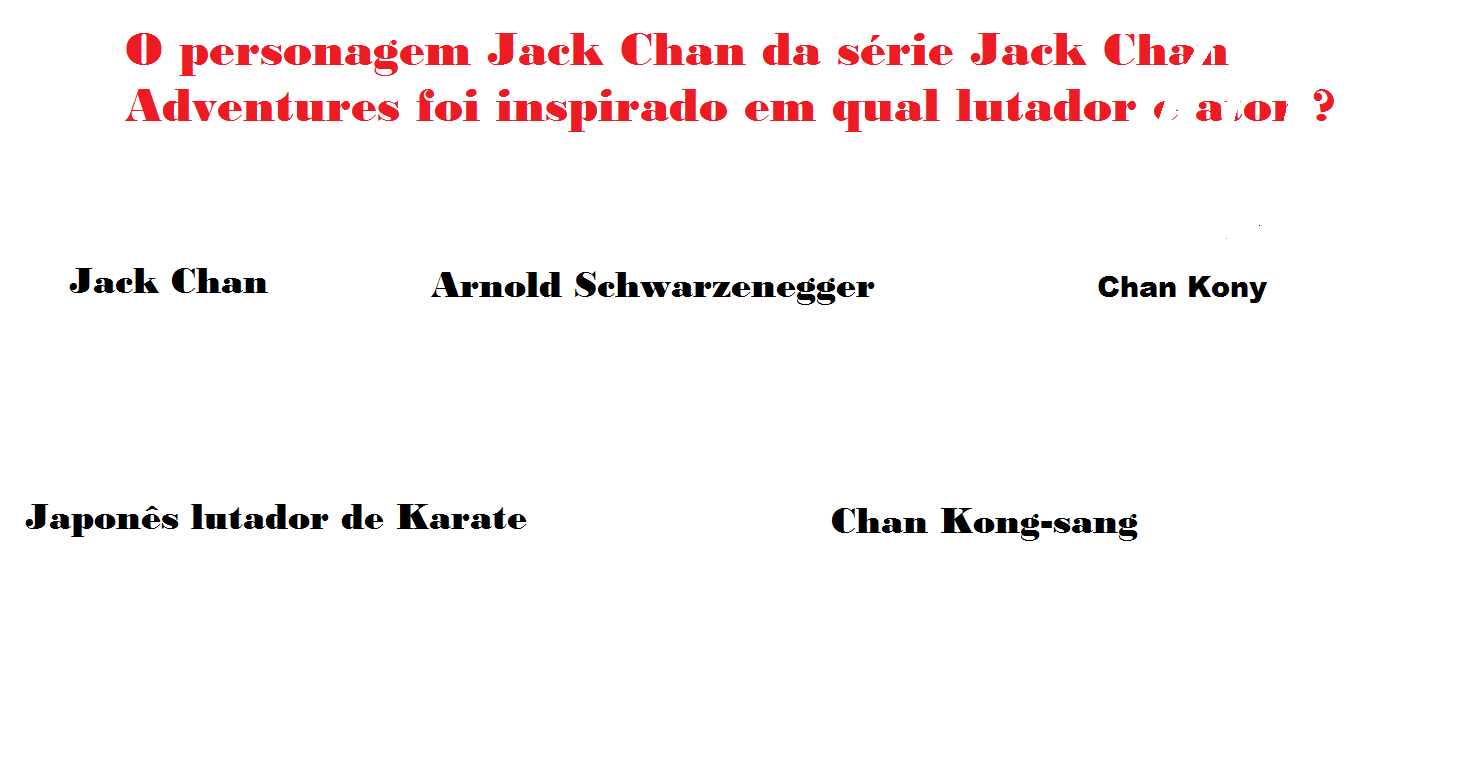 O personagem Jack Chan da série Jack Chan
Adventures foi inspirado em qual lutador e ator ?
Jack Chan
Arnold Schwarzenegger
Chan Kony
Japonês lutador de Karate
Chan Kong-sang